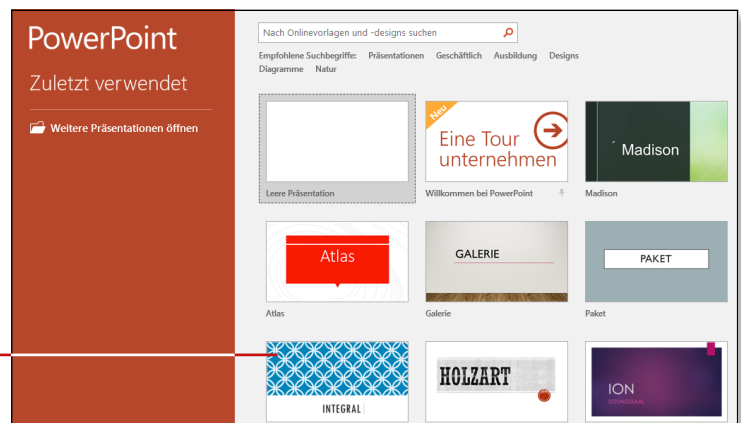 PowerPoint
Zuletzt verwendet
Weitere Präsentationen öffnen
Nach Onlinevorlagen und -designs suchen
Empfohlene Suchbegriffe: Präsentationen Geschäftlich Ausbildung Designs
Diagramme Natur
Leere Präsentation
Neu
Eine Tour
unternehmen
Willkommen bei PowerPoint
Madison
Madison
Atlas
Atlas
GALERIE
Galerie
PAKET
Paket
INTEGRAL
HOLZART
ION
SITZUNGSSAAL